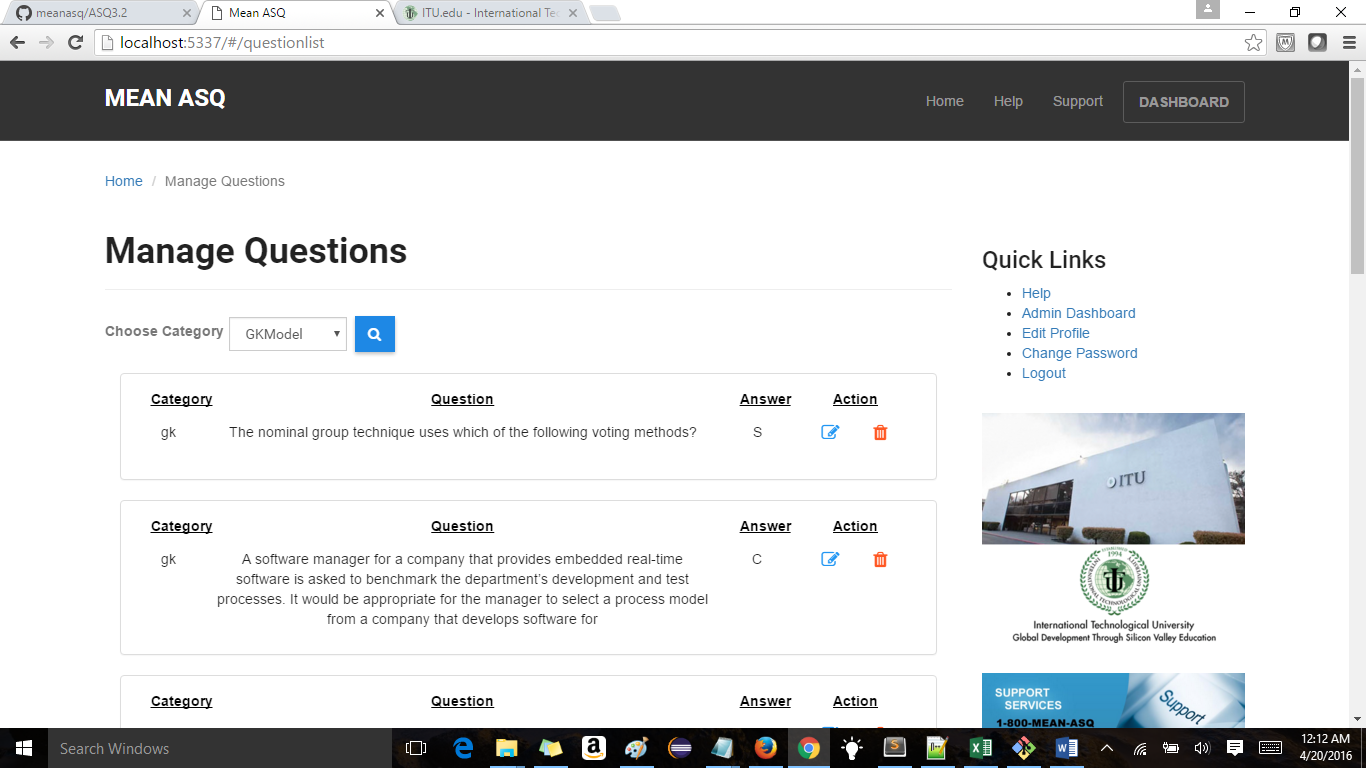 meanasq/ASQ3.2
Mean ASQ
ITU.edu - International Te
localhost:5337/#/questionlist
MEAN ASQ
Home
Help
Support
DASHBOARD
Home / Manage Questions
Manage Questions
Choose Category
GKModel
Category Question Answer Action
gk The nominal group technique uses which of the following voting methods? S
Category Question Answer Action
gk A software manager for a company that provides embedded real-time C
software is asked to benchmark the department’s development and test
processes. It would be appropriate for the manager to select a process model
from a company that develops software for
Category Question Answer Action
Quick Links
Help
Admin Dashboard
Edit Profile
Change Password
Logout
ITU
1994
International Technological University
Global Development Through Silicon Valley Education
SUPPORT
SERVICES
1-800-MEAN-ASQ
Support
Search Windows
12:12 AM
4/20/2016